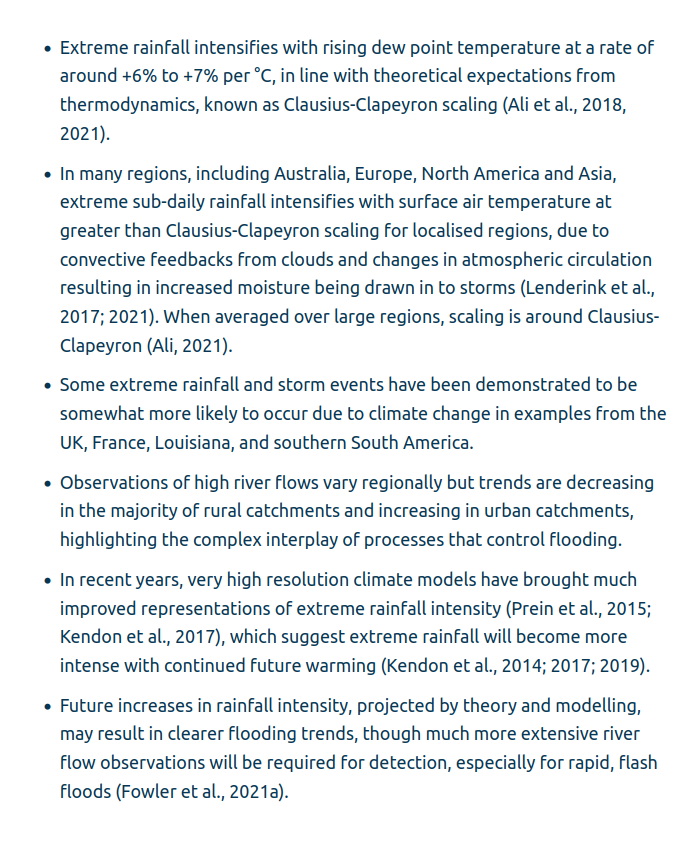 • Extreme rainfall intensifies with rising dew point temperature at a rate of
around +6% to +7% per °C, in line with theoretical expectations from
thermodynamics, known as Clausius-Clapeyron scaling (Ali et al., 2018,
2021).
• In many regions, including Australia, Europe, North America and Asia,
extreme sub-daily rainfall intensifies with surface air temperature at
greater than Clausius-Clapeyron scaling for localised regions, due to
convective feedbacks from clouds and changes in atmospheric circulation
resulting in increased moisture being drawn in to storms (Lenderink et al.,
2017; 2021). When averaged over large regions, scaling is around Clausius-
Clapeyron (Ali, 2021).
• Some extreme rainfall and storm events have been demonstrated to be
somewhat more likely to occur due to climate change in examples from the
UK, France, Louisiana, and southern South America.
• Observations of high river flows vary regionally but trends are decreasing
in the majority of rural catchments and increasing in urban catchments,
highlighting the complex interplay of processes that control flooding.
• In recent years, very high resolution climate models have brought much
improved representations of extreme rainfall intensity (Prein et al., 2015;
Kendon et al., 2017), which suggest extreme rainfall will become more
intense with continued future warming (Kendon et al., 2014; 2017; 2019).
• Future increases in rainfall intensity, projected by theory and modelling,
may result in clearer flooding trends, though much more extensive river
flow observations will be required for detection, especially for rapid, flash
floods (Fowler et al., 2021a).